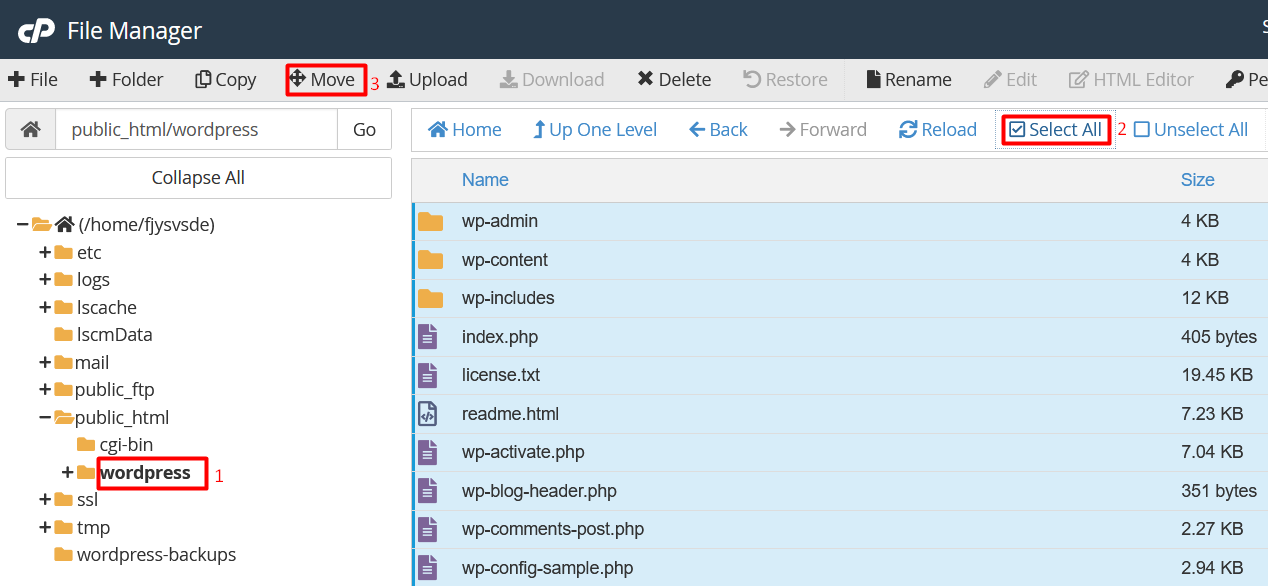 cP File Manager S
File Folder Copy Move 3 Upload Download Delete Restore Rename Edit HTML Editor Pe
public_html/wordpress Go
Home Up One Level Back Forward Reload Select All 2 Unselect All
Collapse All
(/home/fjysvsde)
etc
logs
lscache
lscmData
mail
public_ftp
public_html
cgi-bin
wordpress 1
ssl
tmp
wordpress-backups
Name Size
wp-admin 4 KB
wp-content 4 KB
wp-includes 12 KB
index.php 405 bytes
license.txt 19.45 KB
readme.html 7.23 KB
wp-activate.php 7.04 KB
wp-blog-header.php 351 bytes
wp-comments-post.php 2.27 KB
wp-config-sample.php 2.94 KB